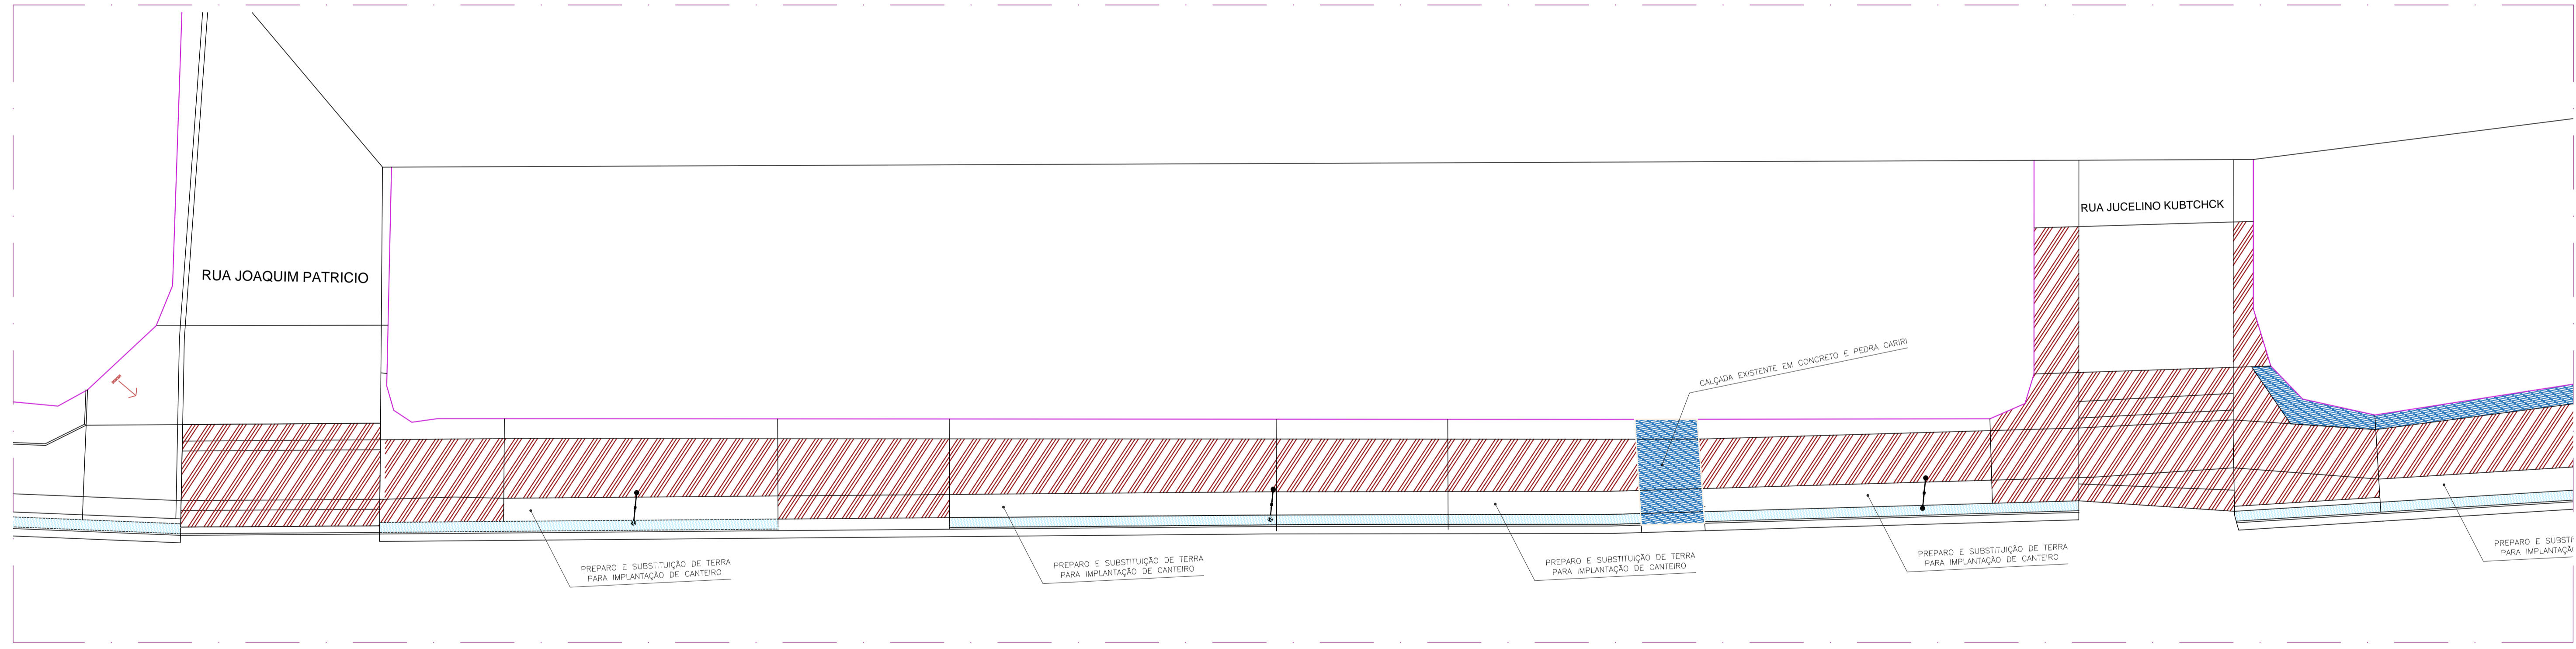 RUA JUCELINO KUBTCHCK
RUA JOAQUIM PATRICIO
CALÇADA EXISTENTE EM CONCRETO E PEDRA CARIRI
PREPARO E SUBSTITUIÇÃO DE TERRA
PARA IMPLANTAÇÃO DE CANTEIRO
PREPARO E SUBSTITUIÇÃO DE TERRA
PARA IMPLANTAÇÃO DE CANTEIRO
PREPARO E SUBSTITUIÇÃO DE TERRA
PARA IMPLANTAÇÃO DE CANTEIRO
PREPARO E SUBSTITUIÇÃO DE TERRA
PARA IMPLANTAÇÃO DE CANTEIRO
PREPARO E SUBSTI
PARA IMPLANTAÇÃ